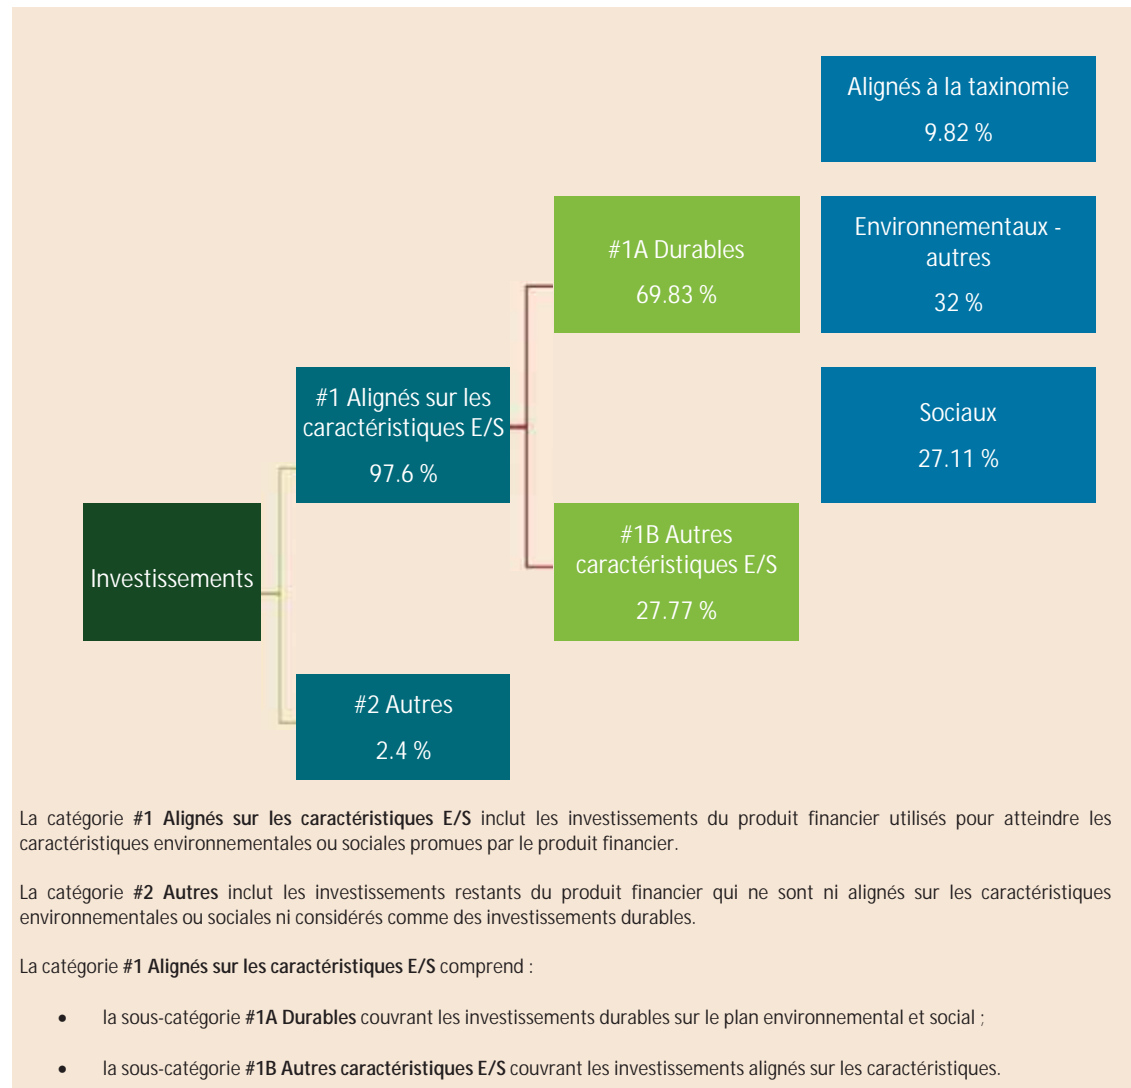 Alignés à la taxinomie
9.82 %
Environnementaux -
autres
32 %
#1A Durables
69.83 %
Sociaux
27.11 %
#1 Alignés sur les
caractéristiques E/S
97.6 %
#1B Autres
caractéristiques E/S
27.77 %
Investissements
#2 Autres
2.4 %
La catégorie #1 Alignés sur les caractéristiques E/S inclut les investissements du produit financier utilisés pour atteindre les
caractéristiques environnementales ou sociales promues par le produit financier.
La catégorie #2 Autres inclut les investissements restants du produit financier qui ne sont ni alignés sur les caractéristiques
environnementales ou sociales ni considérés comme des investissements durables.
La catégorie #1 Alignés sur les caractéristiques E/S comprend :
• la sous-catégorie #1A Durables couvrant les investissements durables sur le plan environnemental et social ;
• la sous-catégorie #1B Autres caractéristiques E/S couvrant les investissements alignés sur les caractéristiques.